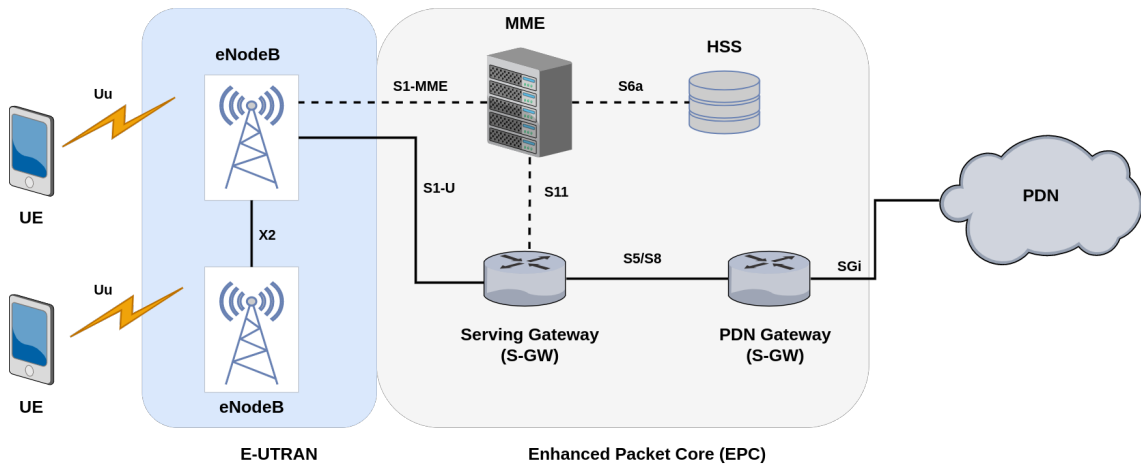 MME
eNodeB
HSS
Uu
S1-MME
S6a
UE
S1-U
S11
PDN
X2
S5/S8
SGi
Uu
Serving Gateway
(S-GW)
PDN Gateway
(S-GW)
UE
eNodeB
E-UTRAN
Enhanced Packet Core (EPC)